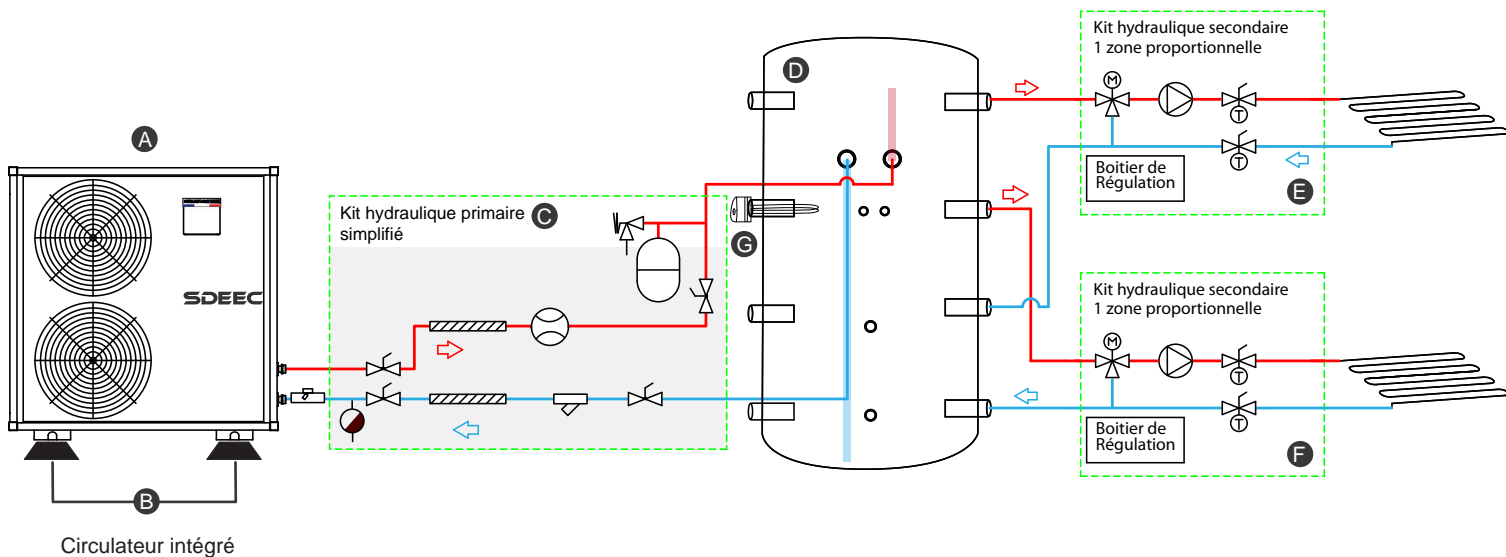 A
SDEEC
B
Circulateur intégré
Kit hydraulique primaire
simplifié
C
G
D
Kit hydraulique secondaire
1 zone proportionnelle
M
T
T
Boitier de
Régulation
E
Kit hydraulique secondaire
1 zone proportionnelle
M
T
T
Boitier de
Régulation
F